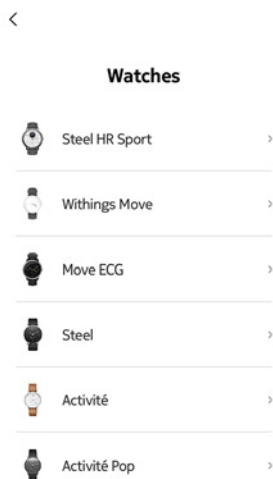 Watches
Steel HR Sport
Withings Move
Move ECG
Steel
Activité
Activité Pop